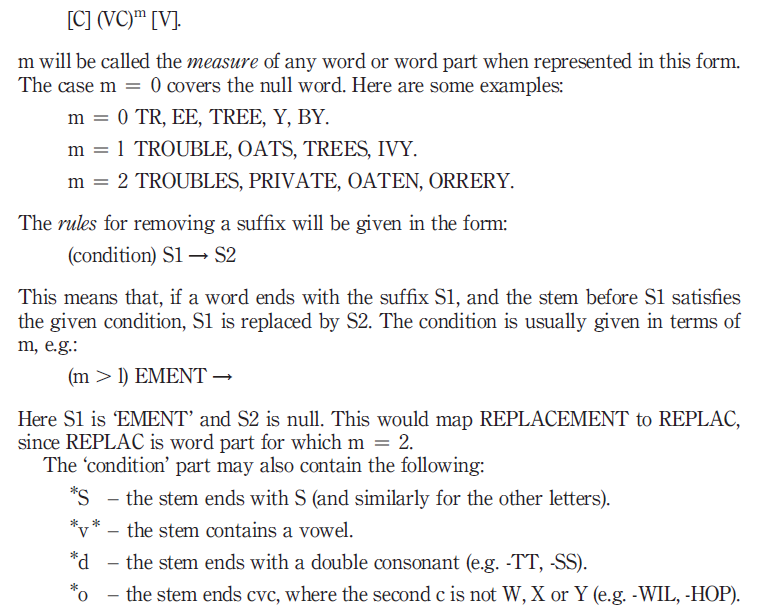 [C] (VC)ᵐ [V].
m will be called the measure of any word or word part when represented in this form.
The case m = 0 covers the null word. Here are some examples:
m = 0 TR, EE, TREE, Y, BY.
m = 1 TROUBLE, OATS, TREES, IVY.
m = 2 TROUBLES, PRIVATE, OATEN, ORRERY.
The rules for removing a suffix will be given in the form:
(condition) S1 → S2
This means that, if a word ends with the suffix S1, and the stem before S1 satisfies
the given condition, S1 is replaced by S2. The condition is usually given in terms of
m, e.g.:
(m > 1) EMENT →
Here S1 is ‘EMENT’ and S2 is null. This would map REPLACEMENT to REPLAC,
since REPLAC is word part for which m = 2.
The ‘condition’ part may also contain the following:
*S – the stem ends with S (and similarly for the other letters).
*v* – the stem contains a vowel.
*d – the stem ends with a double consonant (e.g. -TT, -SS).
*o – the stem ends cvc, where the second c is not W, X or Y (e.g. -WIL, -HOP).